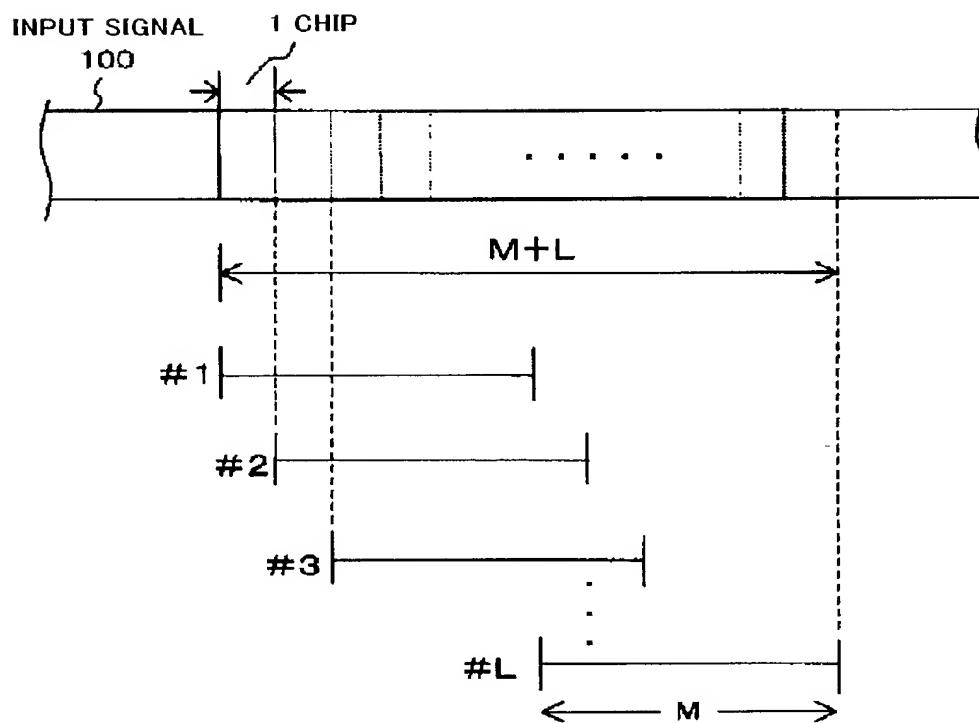 INPUT SIGNAL
100
1 CHIP
. . . . .
M+L
#1
#2
#3
#L
M